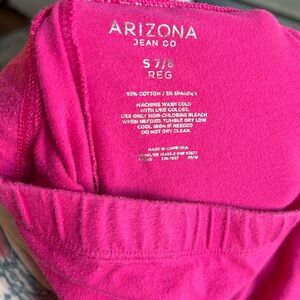 ARIZONA
JEAN CO
S 7/8
REG
95% COTTON / 5% SPANDEX
MACHINE WASH COLD
WITH LIKE COLORS.
USE ONLY NON-CHLORINE BLEACH
WHEN NEEDED. TUMBLE DRY LOW
COOL IRON IF NEEDED
DO NOT DRY CLEAN.
MADE IN CAMBODIA